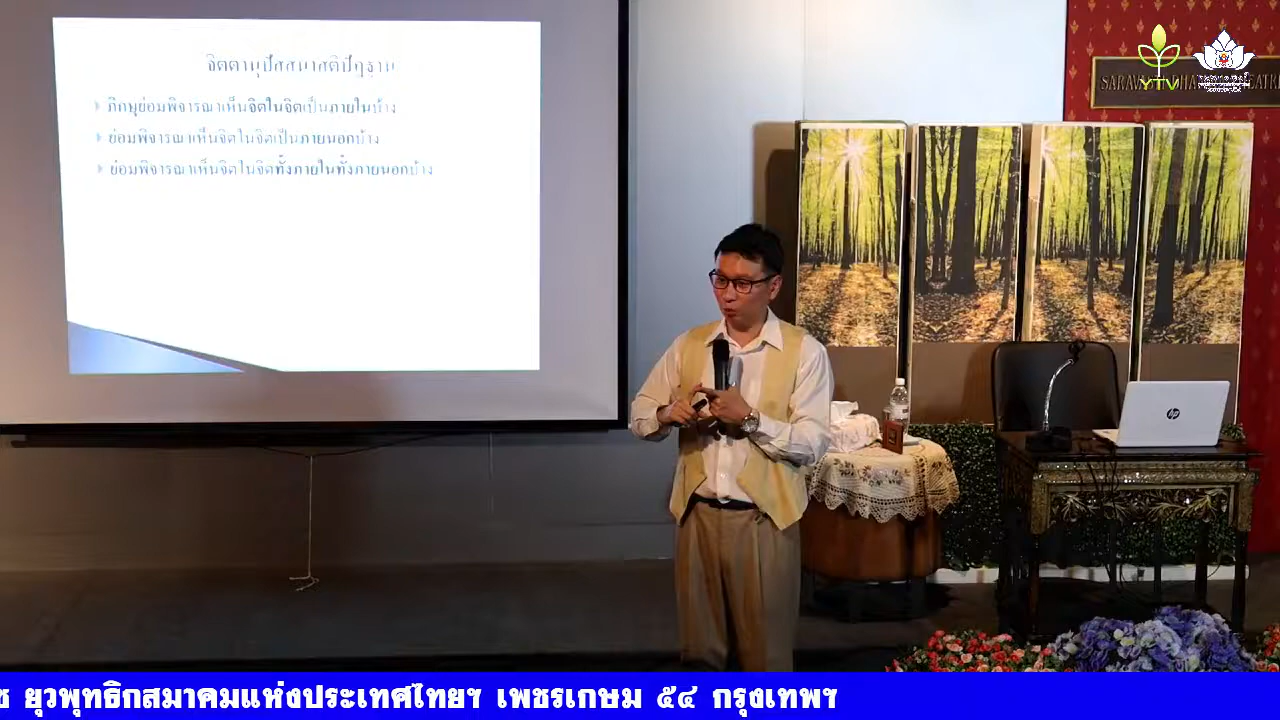 จิตตานุปัสสนาสติปัฏฐาน
ภิกษุย่อมพิจารณาเห็นจิตในจิตเป็นภายในบ้าง
ย่อมพิจารณาเห็นจิตในจิตเป็นภายนอกบ้าง
ย่อมพิจารณาเห็นจิตในจิตทั้งภายในทั้งภายนอกบ้าง
YTV
hp
ช ยุวพุทธิกสมาคมแห่งประเทศไทยฯ เพชรเกษม ๕๔ กรุงเทพฯ